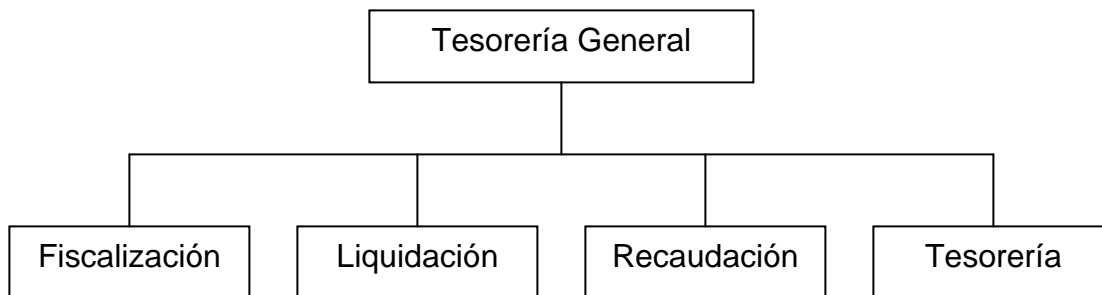 Tesorería General
Fiscalización
Liquidación
Recaudación
Tesorería